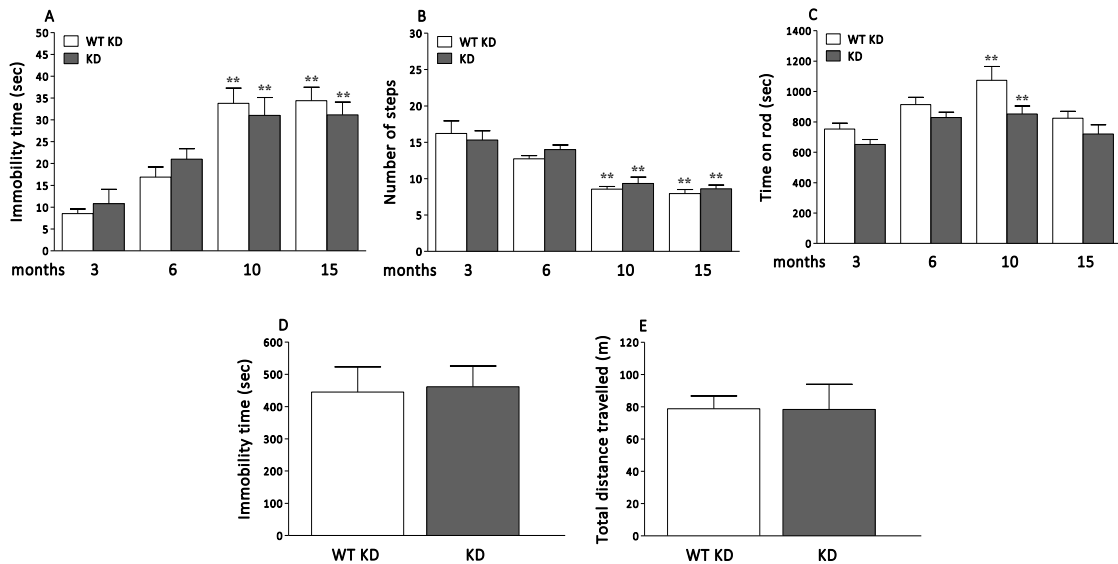 A
Immobility time (sec)
50
45
40
35
30
25
20
15
10
5
0
WT KD
KD
** ** ** **
months 3 6 10 15
B
Number of steps
30
25
20
15
10
5
0
WT KD
KD
** ** ** **
months 3 6 10 15
C
Time on rod (sec)
1400
1200
1000
800
600
400
200
0
WT KD
KD
** **
months 3 6 10 15
D
Immobility time (sec)
600
500
400
300
200
100
0
WT KD KD
E
Total distance travelled (m)
120
100
80
60
40
20
0
WT KD KD